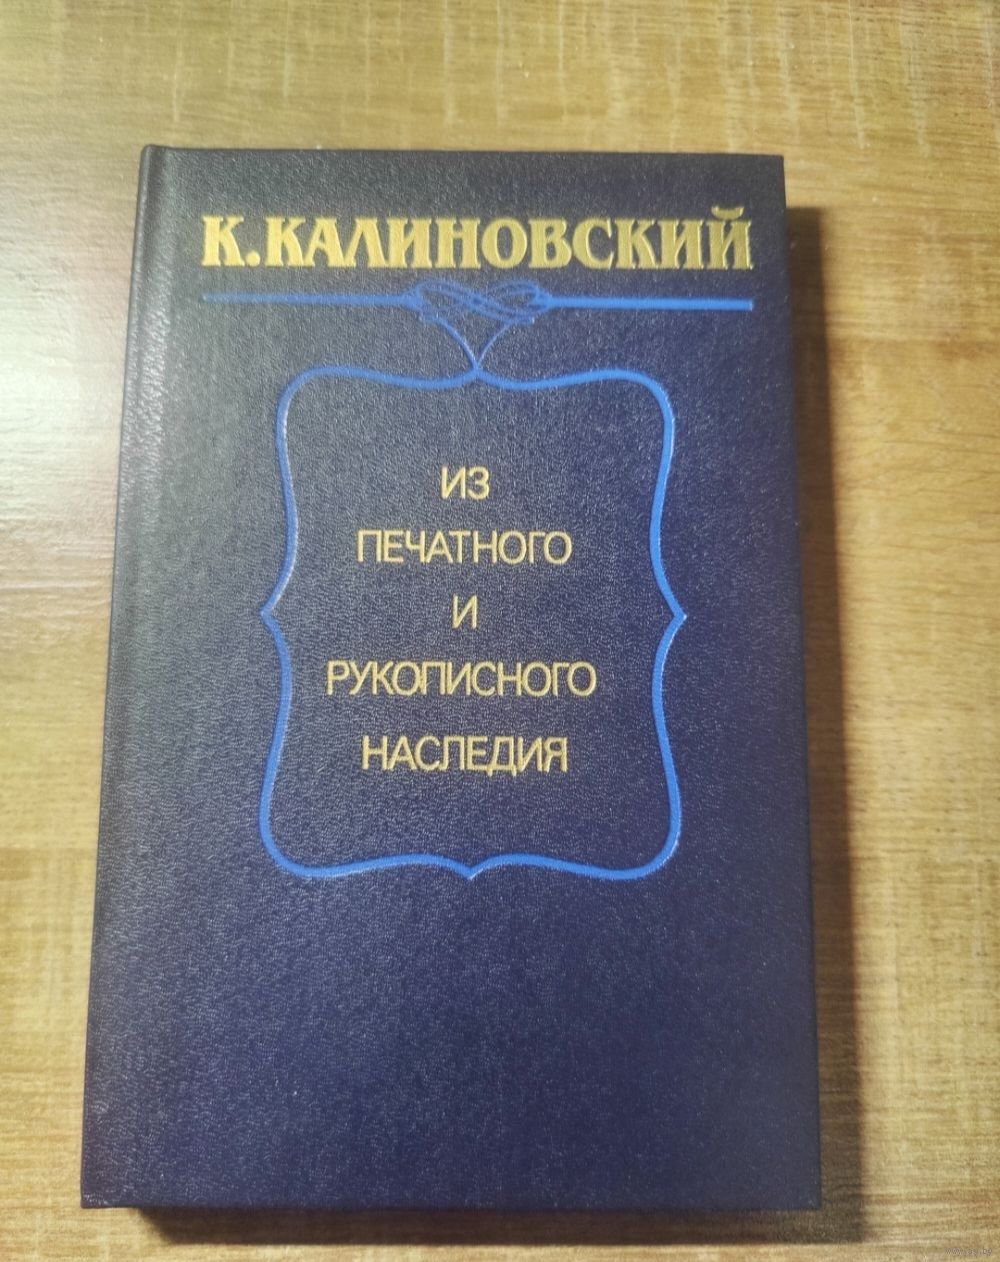 К.КАЛИНОВСКИЙ
ИЗ
ПЕЧАТНОГО
И
РУКОПИСНОГО
НАСЛЕДИЯ